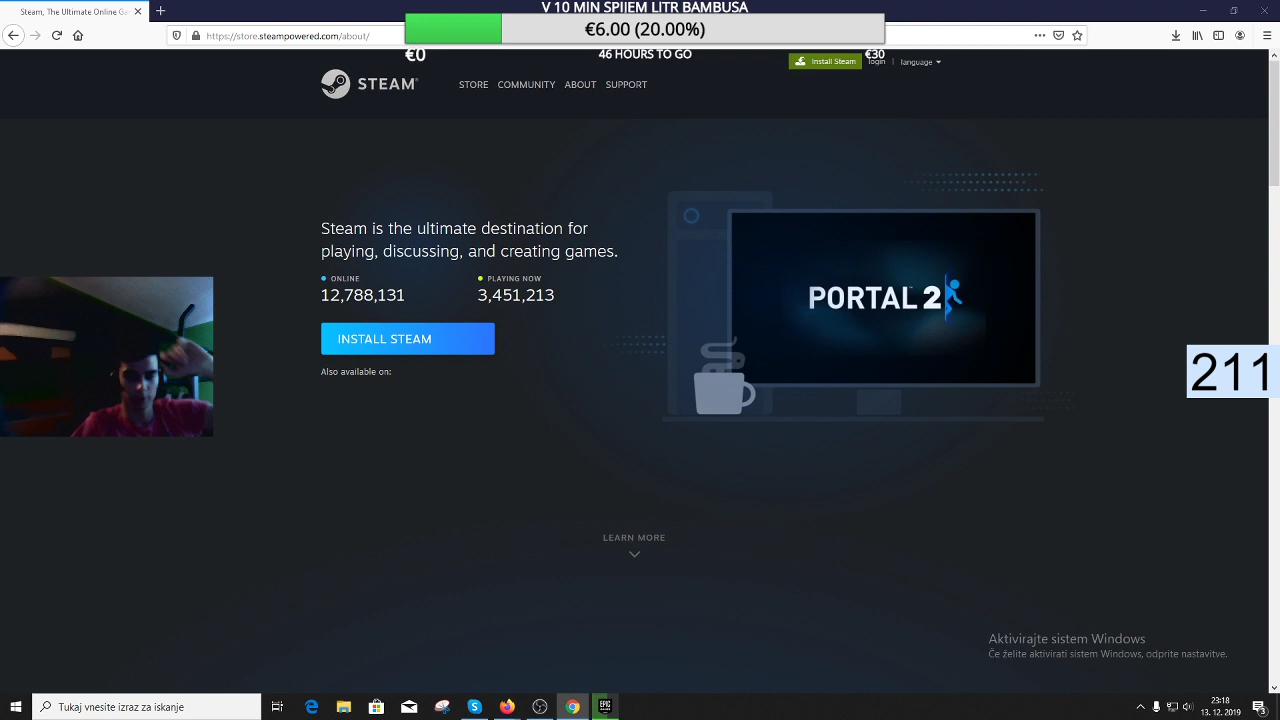 V 10 MIN SPIJEM LITR BAMBUSA
Steam, The Ultimate Online Ga
€6.00 (20.00%)
https://store.steampowered.com/about/
€0
46 HOURS TO GO
€30
Install Steam
login
language
STEAM
STORE
COMMUNITY
ABOUT
SUPPORT
Steam is the ultimate destination for
playing, discussing, and creating games.
ONLINE
PLAYING NOW
12,788,131
3,451,213
PORTAL 2
INSTALL STEAM
Also available on:
211
LEARN MORE
Aktivirajte sistem Windows
Če želite aktivirati sistem Windows, odprite nastavitve.
Tukaj vnesite izraz za iskanje
EPIC
23:18
13. 12. 2019
3